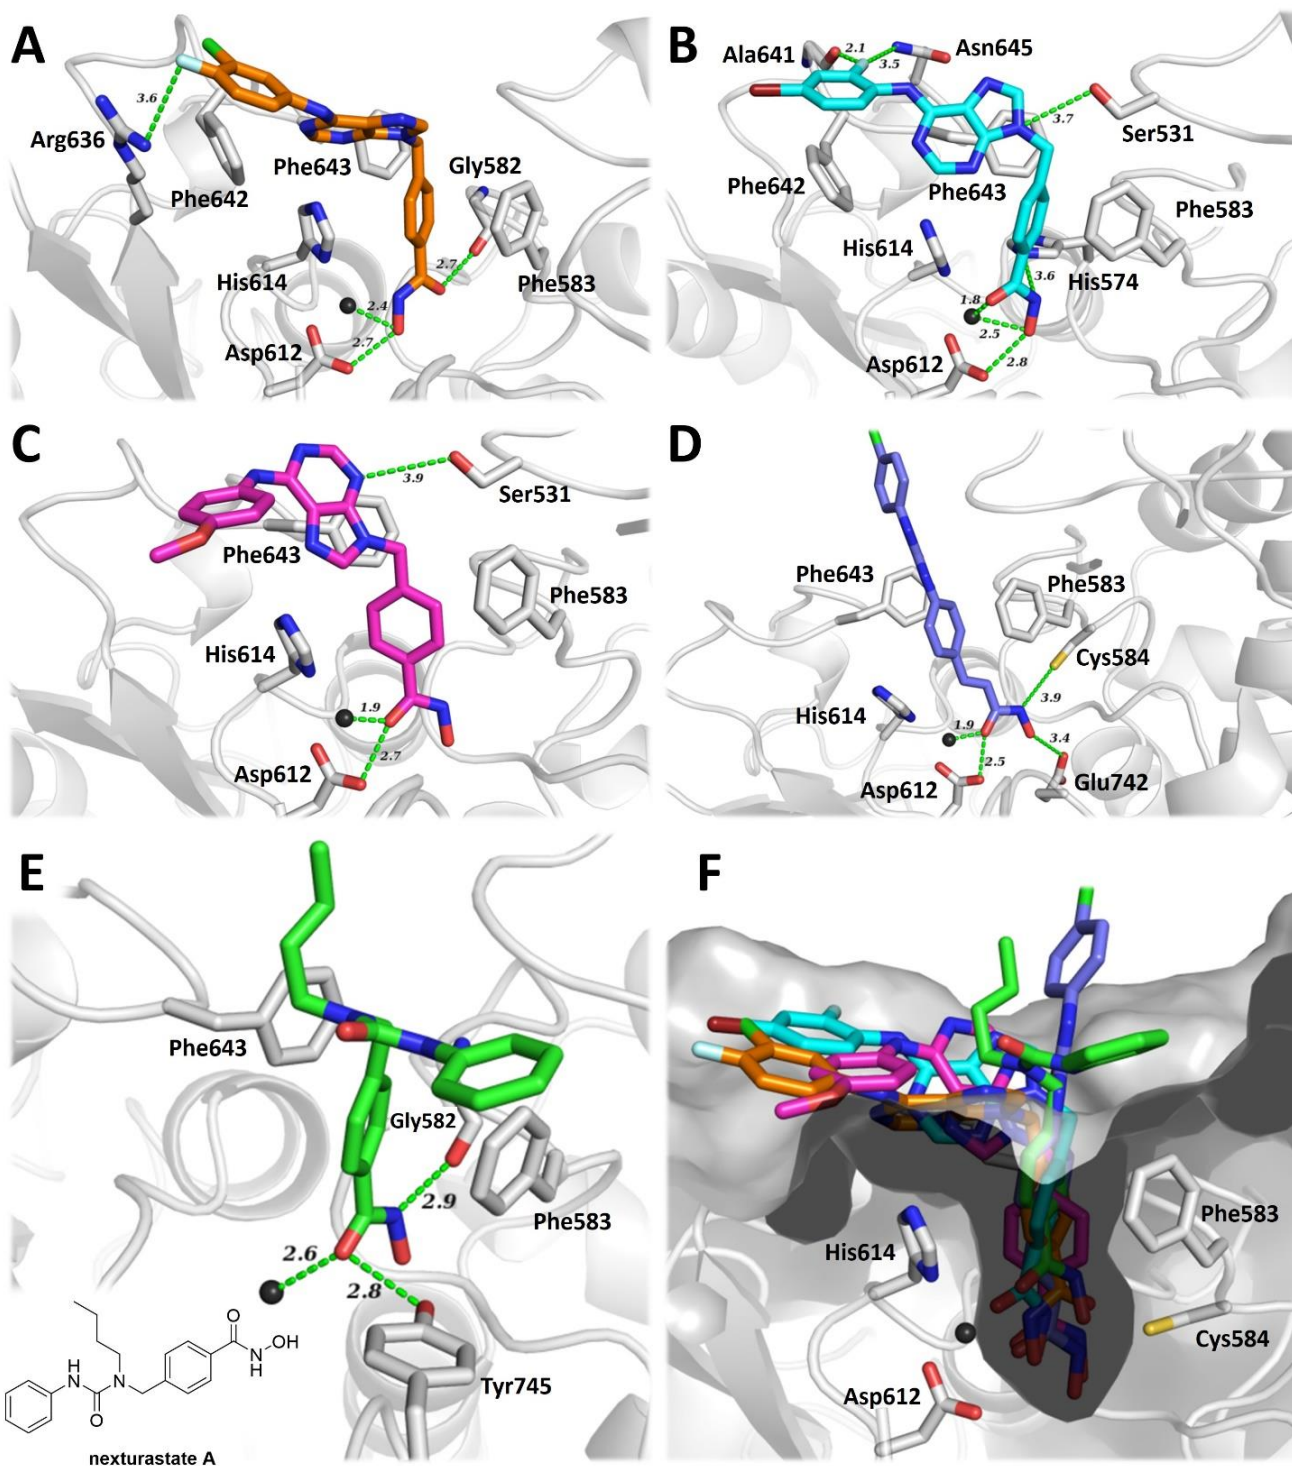 A
3.6
Arg636
Phe642
Phe643
Gly582
His614
2.7
Phe583
2.4
Asp612
2.7
B
Ala641
2.1
3.5
Asn645
3.7
Ser531
Phe642
Phe643
Phe583
His614
3.6
His574
1.8
2.5
Asp612
2.8
C
3.9
Ser531
Phe643
Phe583
His614
1.9
Asp612
2.7
D
Phe643
Phe583
Cys584
3.9
His614
1.9
3.4
2.5
Asp612
Glu742
E
Phe643
Gly582
2.9
Phe583
2.6
2.8
Tyr745
O
OH
N
H
H
N
N
O
nexturastate A
F
Phe583
His614
Cys584
Asp612